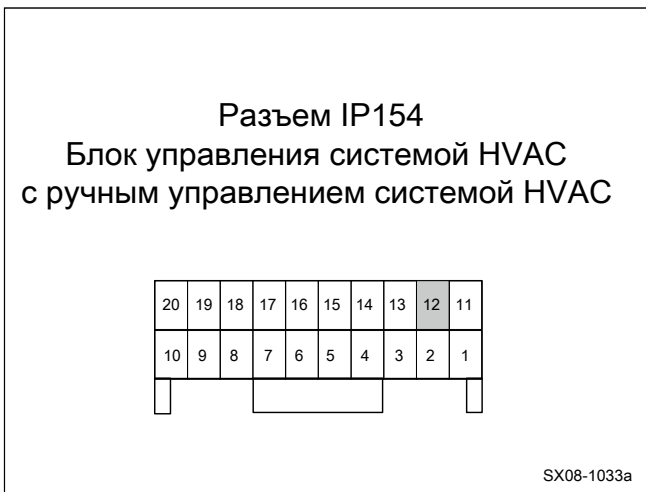 Разъем IP154
Блок управления системой HVAC
с ручным управлением системой HVAC
20 19 18 17 16 15 14 13 12 11
10 9 8 7 6 5 4 3 2 1
SX08-1033a